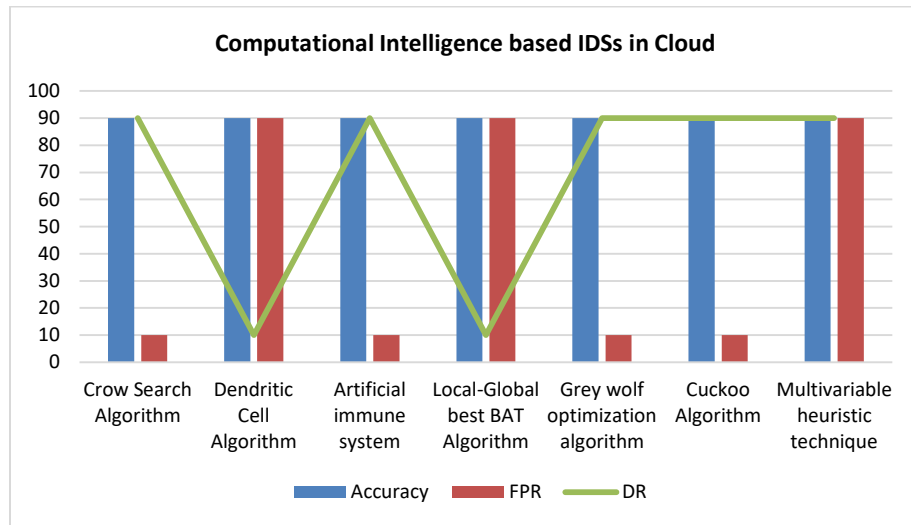 Computational Intelligence based IDSs in Cloud
100
90
80
70
60
50
40
30
20
10
0
Crow Search
Algorithm
Dendritic
Cell
Algorithm
Artificial
immune
system
Local-Global
best BAT
Algorithm
Grey wolf
optimization
algorithm
Cuckoo
Algorithm
Multivariable
heuristic
technique
Accuracy
FPR
DR